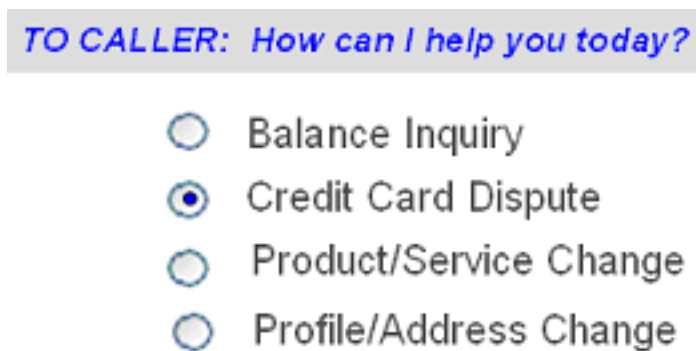 TO CALLER: How can I help you today?
Balance Inquiry
Credit Card Dispute
Product/Service Change
Profile/Address Change